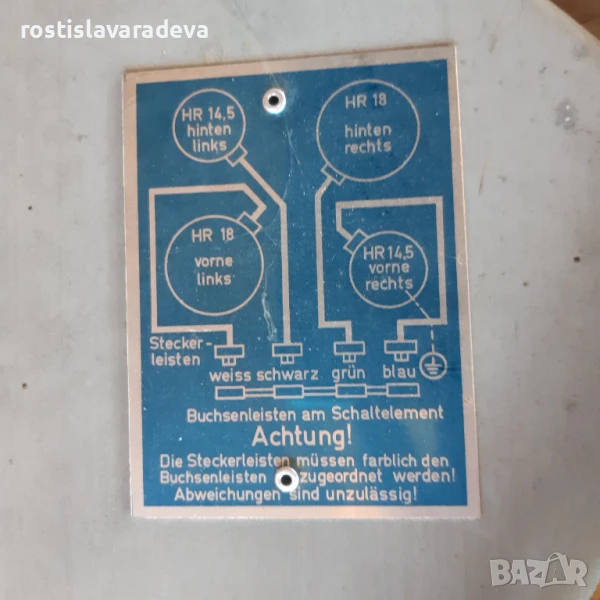 rostislavaradeva
HR 14,5
hinten
links
HR 18
hinten
rechts
HR 18
vorne
links
HR 14,5
vorne
rechts
Stecker-
leisten
weiss schwarz grün blau
Buchsenleisten am Schaltelement
Achtung!
Die Steckerleisten müssen farblich den
Buchsenleisten zugeordnet werden!
Abweichungen sind unzulässig!
BAZAR